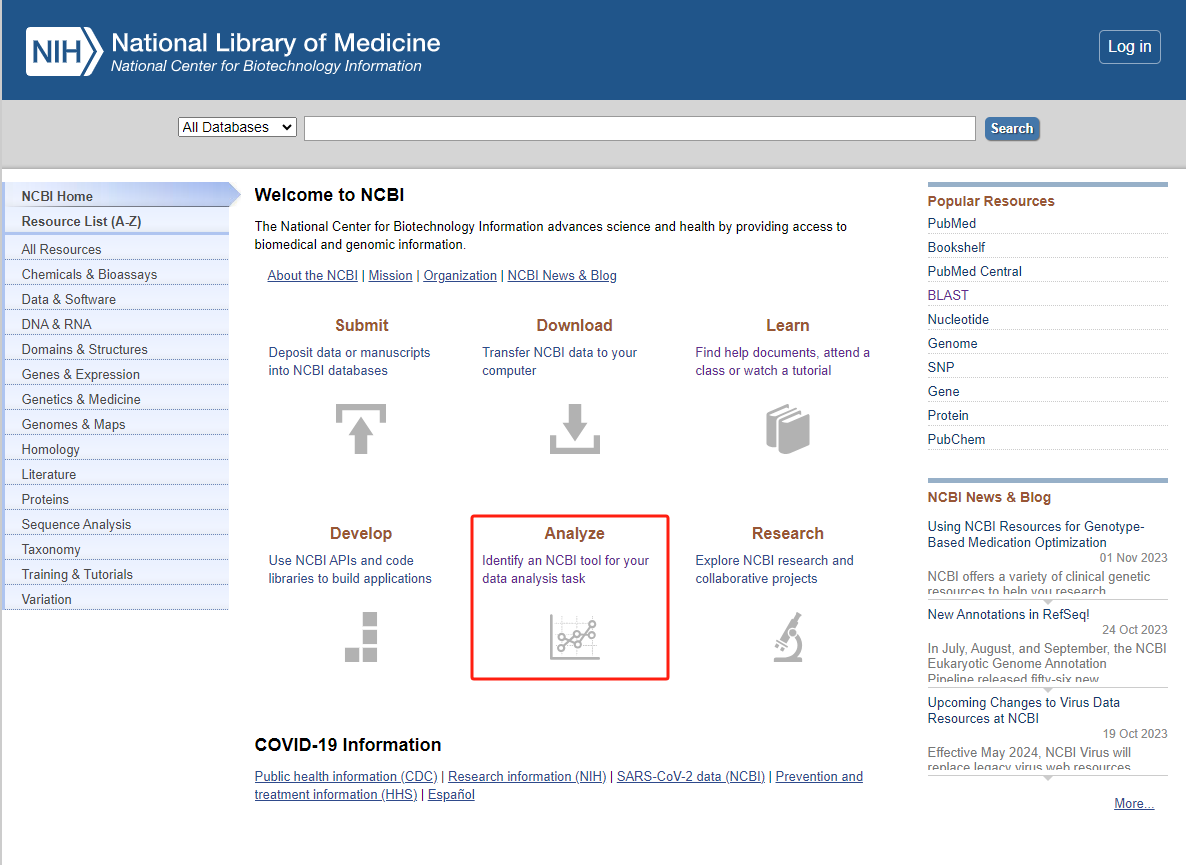 NIH
National Library of Medicine
National Center for Biotechnology Information
Log in
All Databases
Search
NCBI Home
Resource List (A-Z)
All Resources
Chemicals & Bioassays
Data & Software
DNA & RNA
Domains & Structures
Genes & Expression
Genetics & Medicine
Genomes & Maps
Homology
Literature
Proteins
Sequence Analysis
Taxonomy
Training & Tutorials
Variation
Welcome to NCBI
The National Center for Biotechnology Information advances science and health by providing access to
biomedical and genomic information.
About the NCBI | Mission | Organization | NCBI News & Blog
Submit
Deposit data or manuscripts
into NCBI databases
Download
Transfer NCBI data to your
computer
Learn
Find help documents, attend a
class or watch a tutorial
Develop
Use NCBI APIs and code
libraries to build applications
Analyze
Identify an NCBI tool for your
data analysis task
Research
Explore NCBI research and
collaborative projects
COVID-19 Information
Public health information (CDC) | Research information (NIH) | SARS-CoV-2 data (NCBI) | Prevention and
treatment information (HHS) | Español
Popular Resources
PubMed
Bookshelf
PubMed Central
BLAST
Nucleotide
Genome
SNP
Gene
Protein
PubChem
NCBI News & Blog
Using NCBI Resources for Genotype-
Based Medication Optimization
01 Nov 2023
NCBI offers a variety of clinical genetic
resources to help you research
New Annotations in RefSeq!
24 Oct 2023
In July, August, and September, the NCBI
Eukaryotic Genome Annotation
Pipeline released fifty-six new
Upcoming Changes to Virus Data
Resources at NCBI
19 Oct 2023
Effective May 2024, NCBI Virus will
replace legacy virus web resources
More...